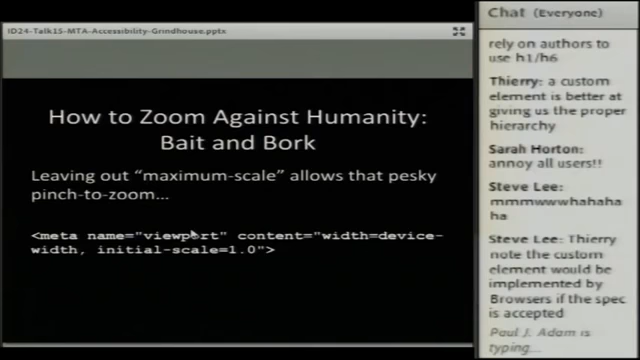 ID24-Talk15-MTA-Accessibility-Grindhouse.pptx
How to Zoom Against Humanity:
Bait and Bork
Leaving out “maximum-scale” allows that pesky
pinch-to-zoom...
<meta name="viewport" content="width=device-
width, initial-scale=1.0">
Chat (Everyone)
rely on authors to
use h1/h6
Thierry: a custom
element is better at
giving us the proper
hierarchy
Sarah Horton:
annoy all users!!
Steve Lee:
mmmwwwhahaha
ha
Steve Lee: Thierry
note the custom
element would be
implemented by
Browsers if the spec
is accepted
Paul J. Adam is
typing...